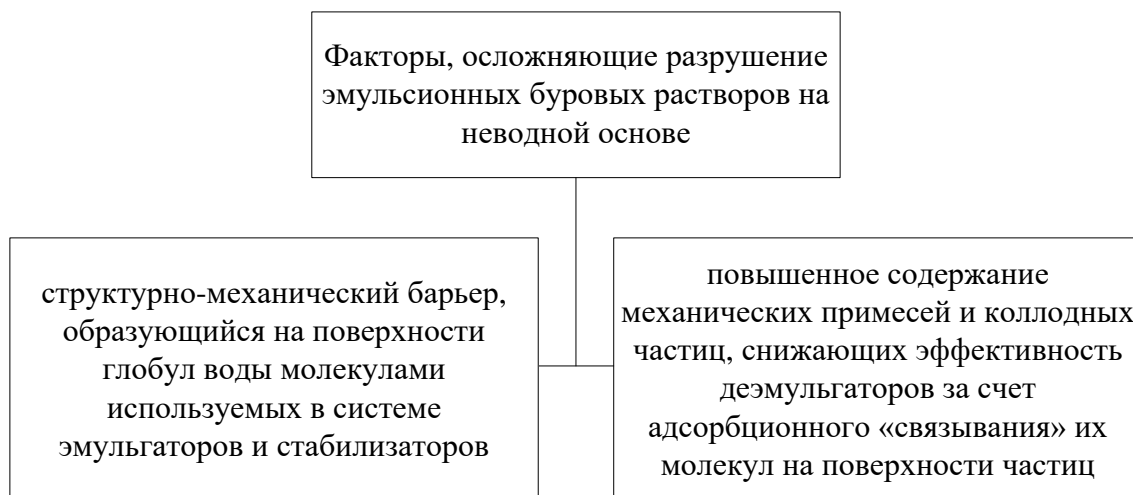 Факторы, осложняющие разрушение
эмульсионных буровых растворов на
неводной основе
структурно-механический барьер,
образующийся на поверхности
глобул воды молекулами
используемых в системе
эмульгаторов и стабилизаторов
повышенное содержание
механических примесей и коллодных
частиц, снижающих эффективность
деэмульгаторов за счет
адсорбционного «связывания» их
молекул на поверхности частиц